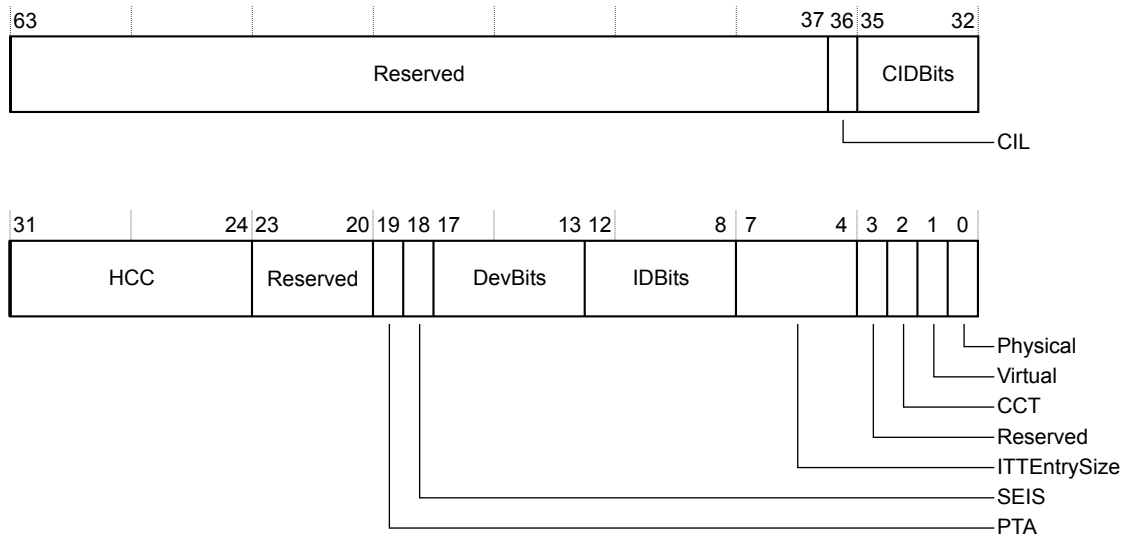 63 37 36 35 32
Reserved CIDBits
CIL
31 24 23 20 19 18 17 13 12 8 7 4 3 2 1 0
HCC Reserved DevBits IDBits
Physical
Virtual
CCT
Reserved
ITTEntrySize
SEIS
PTA